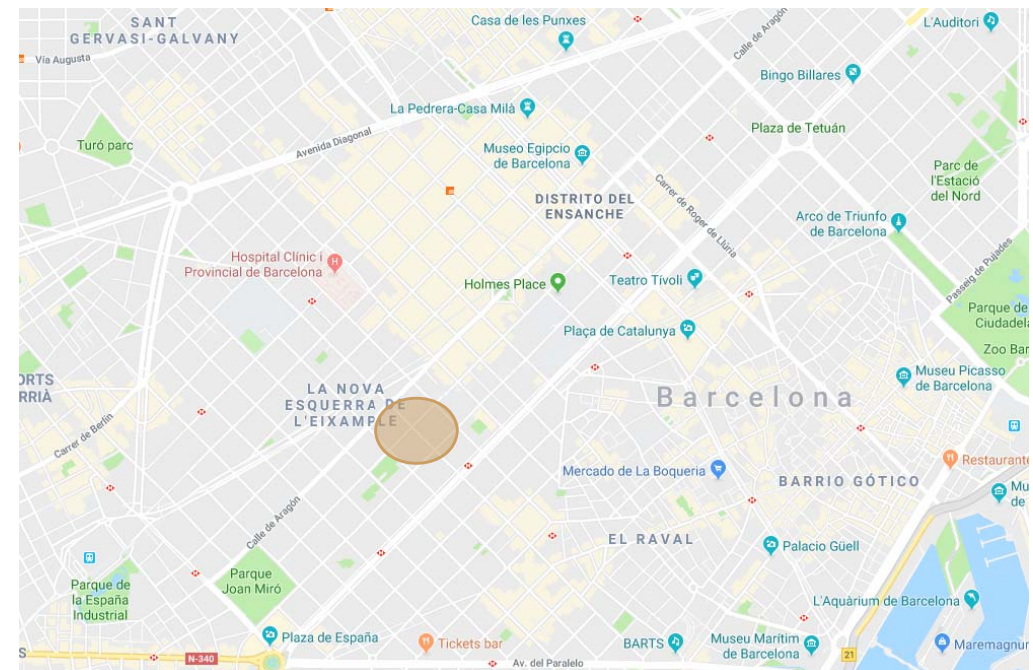 SANT
GERVASI-GALVANY
Casa de les Punxes
Calle de Aragón
L'Auditori
Via Augusta
Bingo Billares
La Pedrera-Casa Milà
Plaza de Tetuán
Turó parc
Avenida Diagonal
Museo Egipcio
de Barcelona
Parc de
l'Estació
del Nord
DISTRITO DEL
ENSANCHE
Carrer de Roger de Llúria
Arco de Triunfo
de Barcelona
Hospital Clínic i
Provincial de Barcelona
H
Holmes Place
Teatro Tívoli
Passeig de Pujades
Parque de
Ciudadela
Plaça de Catalunya
Zoo Bar
ORTS
RRIÀ
LA NOVA
ESQUERRA DE
L'EIXAMPLE
Museu Picasso
de Barcelona
Barcelona
Carrer de Berlín
Mercado de La Boqueria
Restaurante
BARRIO GÓTICO
Mu
de
Calle de Aragón
EL RAVAL
Palacio Güell
Parque de
la España
Industrial
Parque
Joan Miró
L'Aquàrium de Barcelona
Plaza de España
Tickets bar
BARTS
Museu Marítim
de Barcelona
21
Maremagnum
S
N-340
Av. del Paralelo